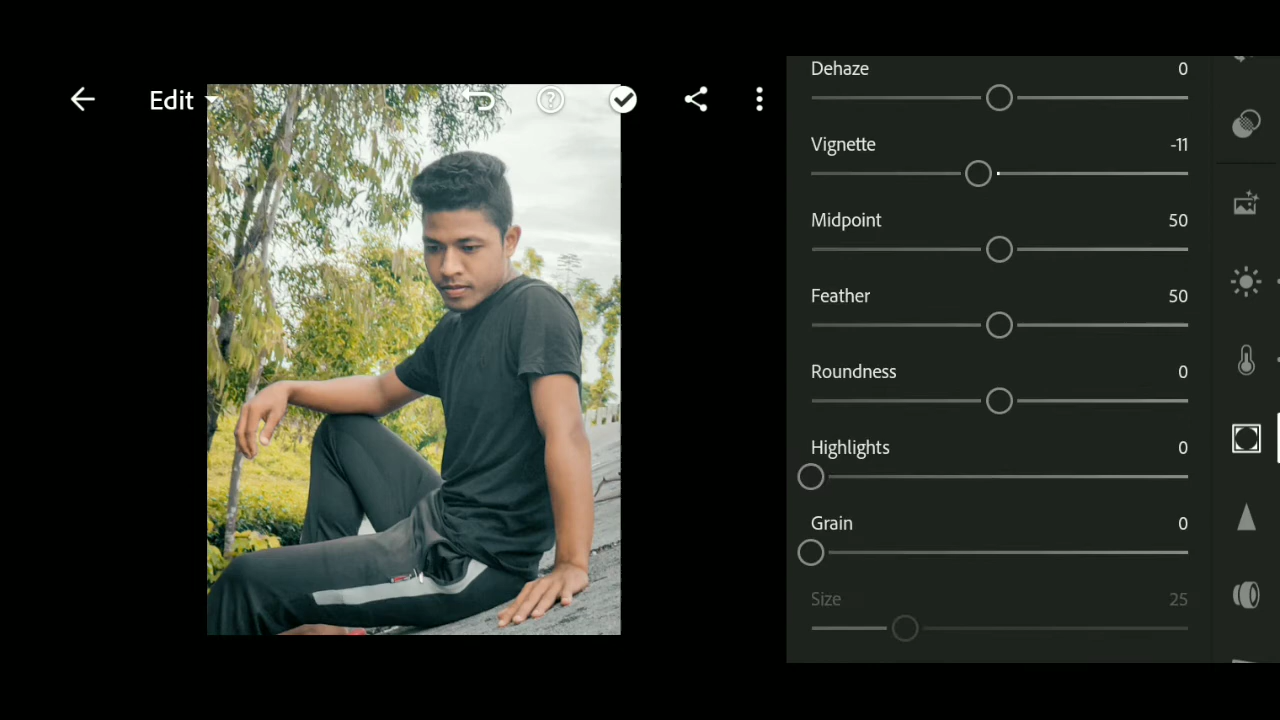 Edit
Dehaze 0
Vignette -11
Midpoint 50
Feather 50
Roundness 0
Highlights 0
Grain 0
Size 25